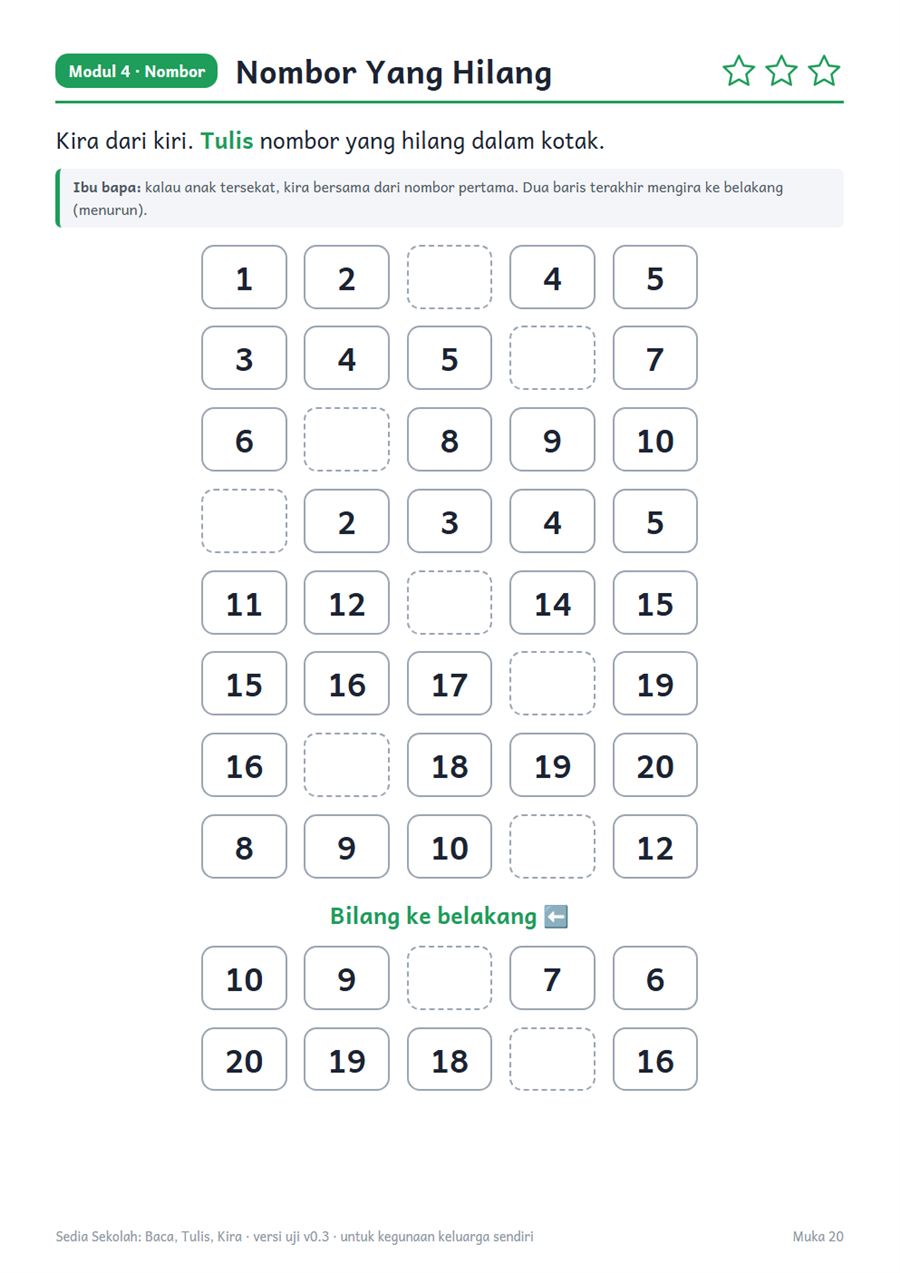 Modul 4 · Nombor Nombor Yang Hilang
Kira dari kiri. Tulis nombor yang hilang dalam kotak.
Ibu bapa: kalau anak tersekat, kira bersama dari nombor pertama. Dua baris terakhir mengira ke belakang
(menurun).
1 2 4 5
3 4 5 7
6 8 9 10
2 3 4 5
11 12 14 15
15 16 17 19
16 18 19 20
8 9 10 12
Bilang ke belakang ⬅️
10 9 7 6
20 19 18 16
Sedia Sekolah: Baca, Tulis, Kira · versi uji v0.3 · untuk kegunaan keluarga sendiri Muka 20